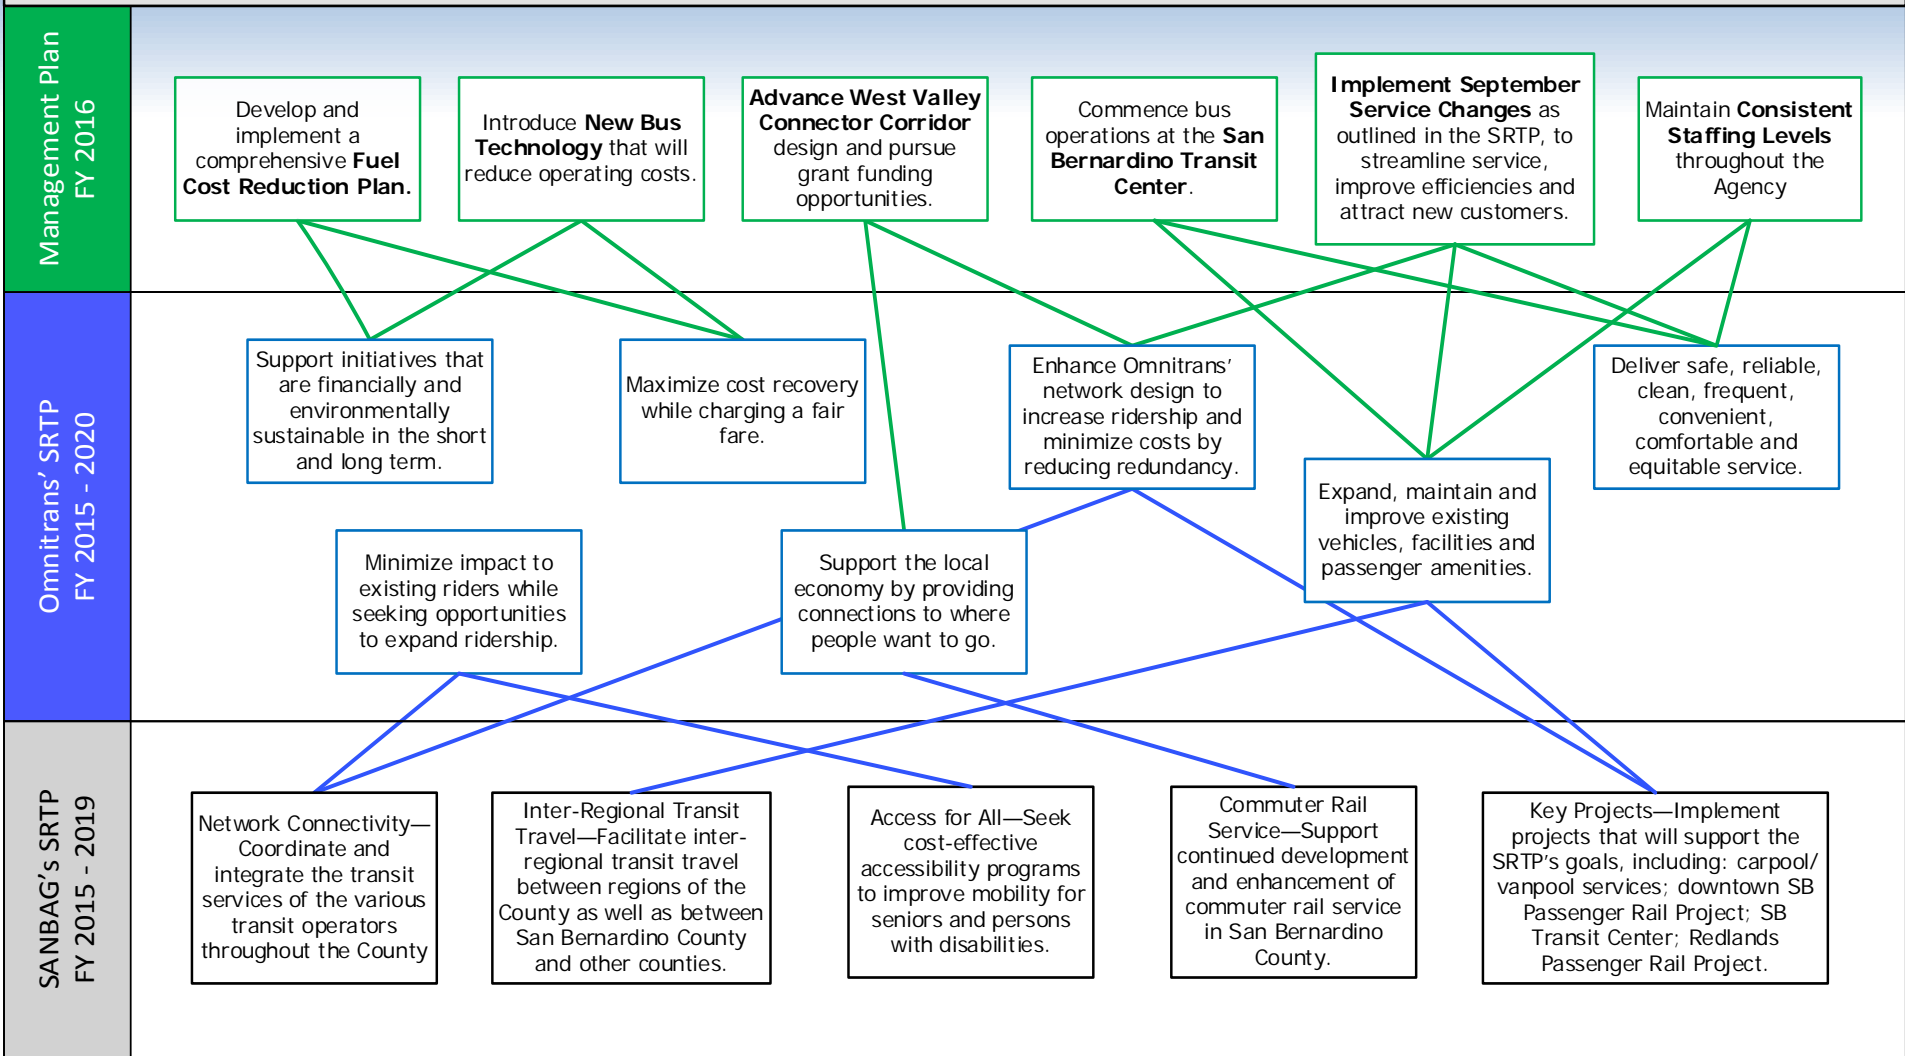 Management Plan
FY 2016
Develop and
implement a
comprehensive Fuel
Cost Reduction Plan.
Introduce New Bus
Technology that will
reduce operating costs.
Advance West Valley
Connector Corridor
design and pursue
grant funding
opportunities.
Commence bus
operations at the San
Bernardino Transit
Center.
Implement September
Service Changes as
outlined in the SRTP, to
streamline service,
improve efficiencies and
attract new customers.
Maintain Consistent
Staffing Levels
throughout the
Agency
Omnitrans' SRTP
FY 2015 - 2020
Support initiatives that
are financially and
environmentally
sustainable in the short
and long term.
Maximize cost recovery
while charging a fair
fare.
Enhance Omnitrans'
network design to
increase ridership and
minimize costs by
reducing redundancy.
Expand, maintain and
improve existing
vehicles, facilities and
passenger amenities.
Deliver safe, reliable,
clean, frequent,
convenient,
comfortable and
equitable service.
Minimize impact to
existing riders while
seeking opportunities
to expand ridership.
Support the local
economy by providing
connections to where
people want to go.
SANBAG's SRTP
FY 2015 - 2019
Network Connectivity—
Coordinate and
integrate the transit
services of the various
transit operators
throughout the County
Inter-Regional Transit
Travel—Facilitate inter-
regional transit travel
between regions of the
County as well as between
San Bernardino County
and other counties.
Access for All—Seek
cost-effective
accessibility programs
to improve mobility for
seniors and persons
with disabilities.
Commuter Rail
Service—Support
continued development
and enhancement of
commuter rail service
in San Bernardino
County.
Key Projects—Implement
projects that will support the
SRTP's goals, including: carpool/
vanpool services; downtown SB
Passenger Rail Project; SB
Transit Center; Redlands
Passenger Rail Project.